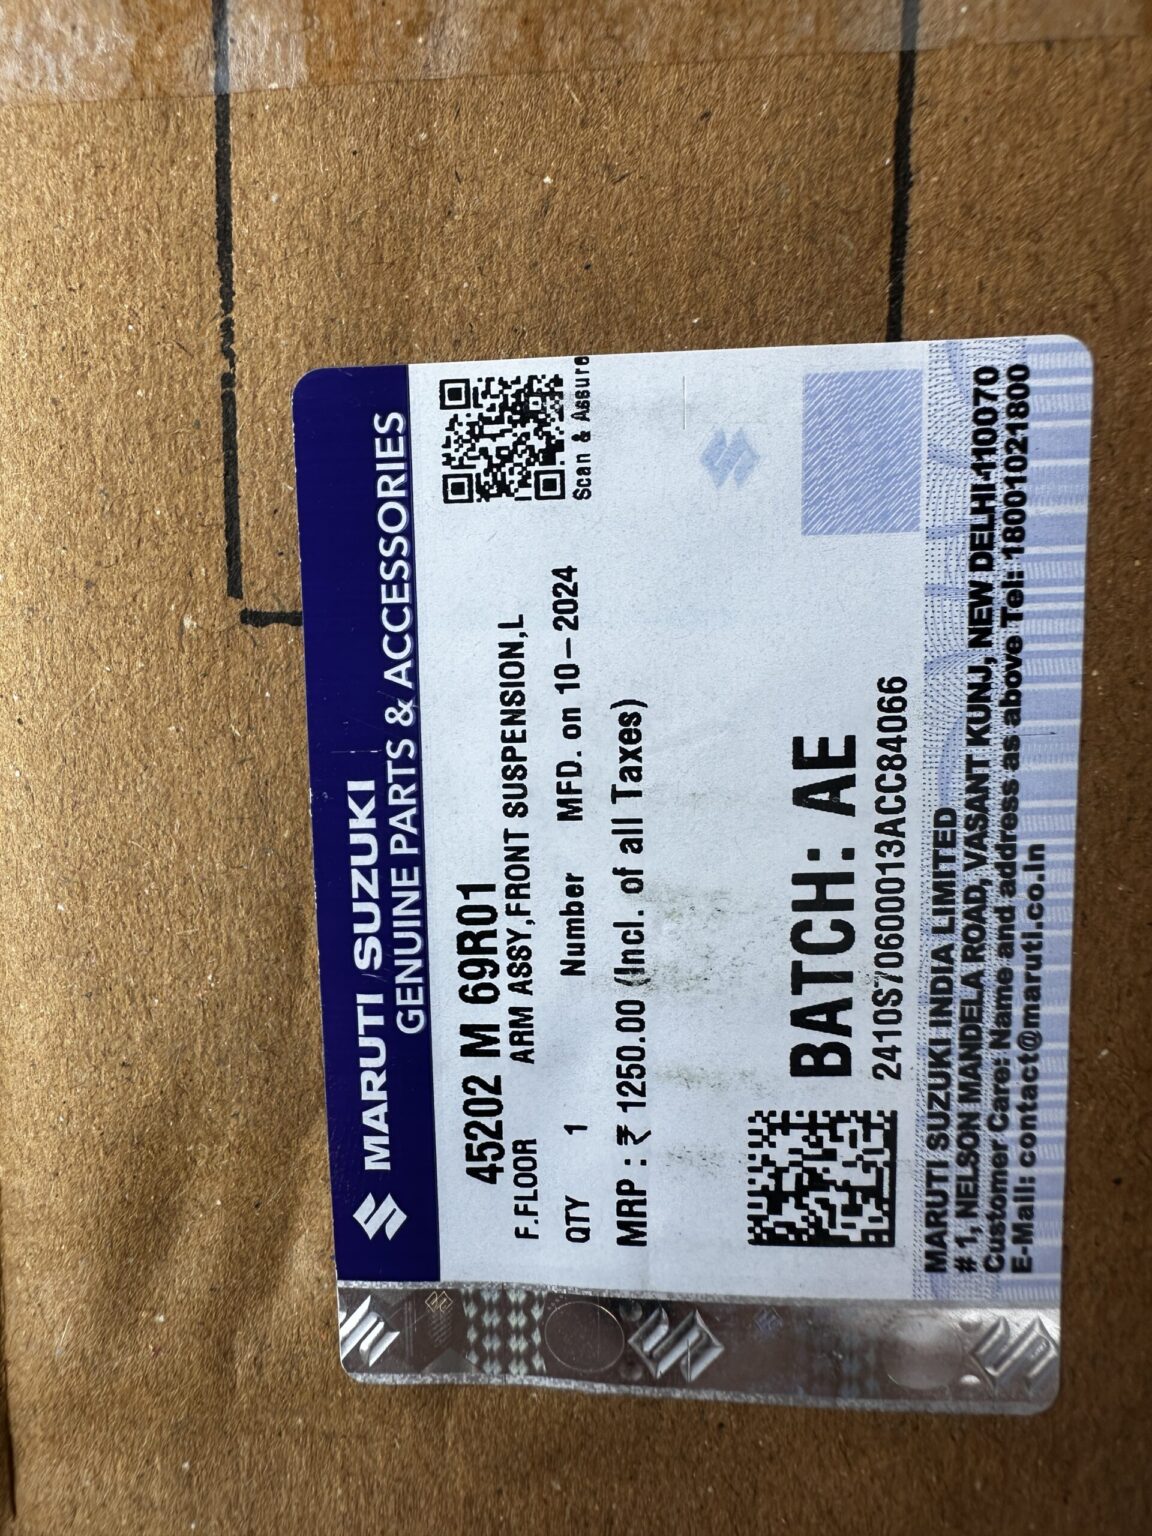 MARUTI SUZUKI
GENUINE PARTS & ACCESSORIES
45202 M 69R01
F.FLOOR ARM ASSY,FRONT SUSPENSION,L
QTY 1 Number MFD. on 10-2024
Scan & Assure
MRP : ₹ 1250.00 (Incl. of all Taxes)
BATCH: AE
2410S70600013ACC84066
MARUTI SUZUKI INDIA LIMITED
# 1, NELSON MANDELA ROAD, VASANT KUNJ, NEW DELHI-110070
Customer Care: Name and address as above Tel: 18001021800
E-Mail: contact@maruti.co.in